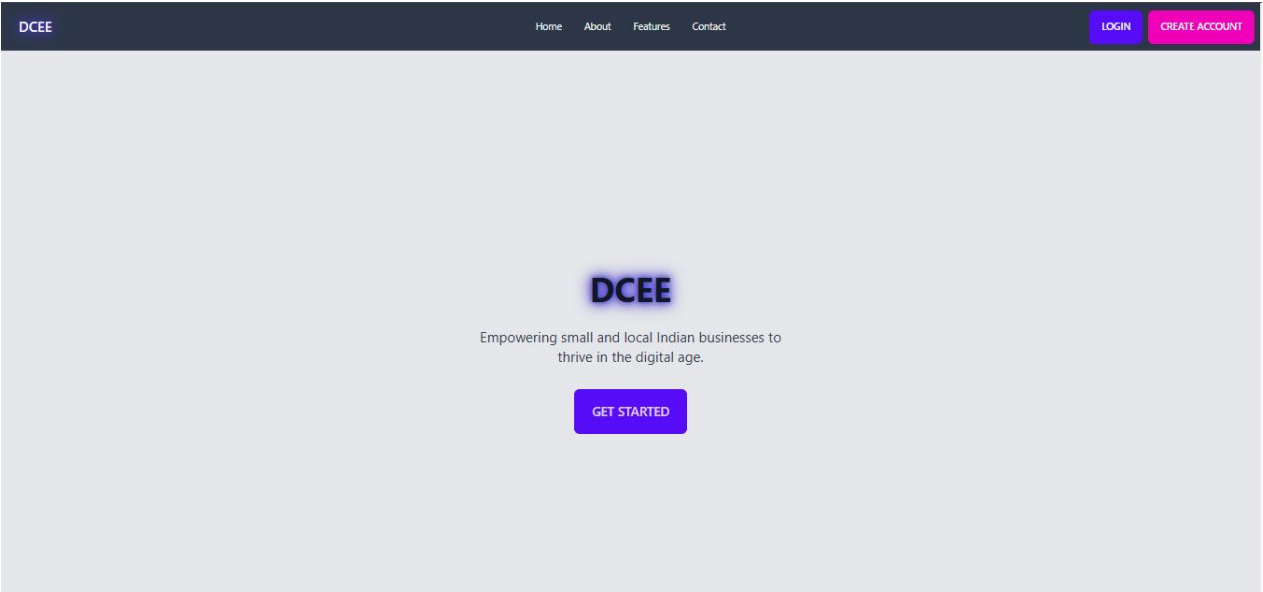 DCEE
Home About Features Contact
LOGIN CREATE ACCOUNT
DCEE
Empowering small and local Indian businesses to
thrive in the digital age.
GET STARTED